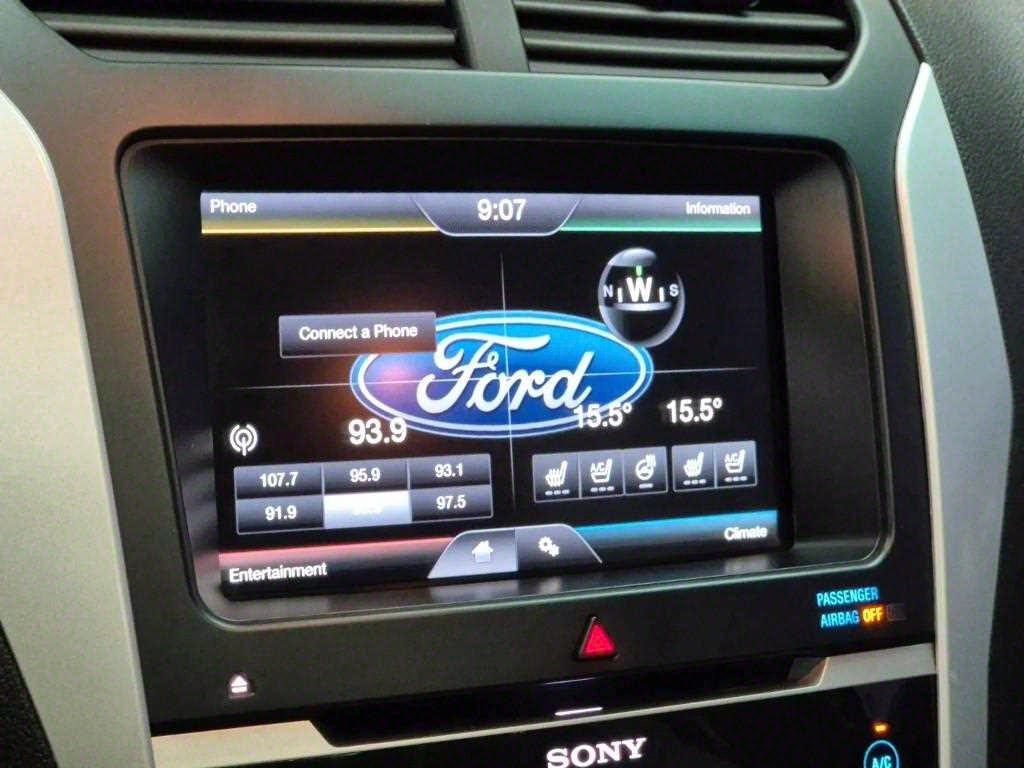 Phone 9:07 Information
N W S
Connect a Phone
Ford
93.9 15.5° 15.5°
107.7 95.9 93.1
91.9 97.5
A/C A/C
Entertainment Climate
PASSENGER
AIRBAG OFF
SONY
A/C